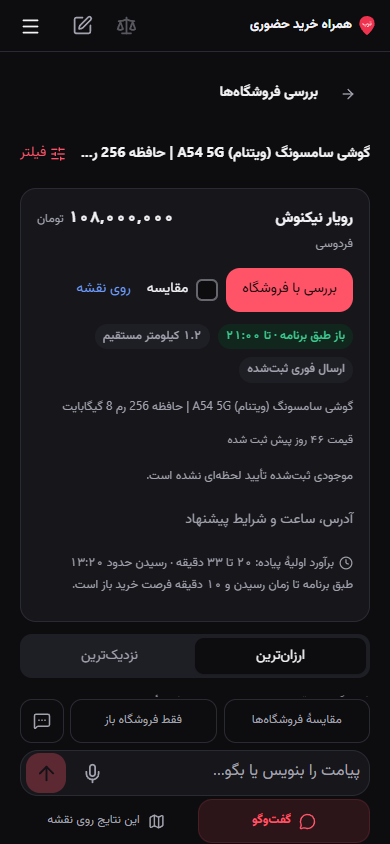 همراه خرید حضوری
بررسی فروشگاه‌ها
گوشی سامسونگ A54 5G (ویتنام) | حافظه 256 ر...
فیلتر
رویار نیکنوش
۱۰۸,۰۰۰,۰۰۰ تومان
فردوسی
بررسی با فروشگاه
مقایسه
روی نقشه
باز طبق برنامه · تا ۲۱:۰۰
۱.۲ کیلومتر مستقیم
ارسال فوری ثبت‌شده
گوشی سامسونگ A54 5G (ویتنام) | حافظه 256 رم 8 گیگابایت
قیمت ۴۶ روز پیش ثبت شده
موجودی ثبت‌شده تأیید لحظه‌ای نشده است.
آدرس، ساعت و شرایط پیشنهاد
برآورد اولیهٔ پیاده: ۲۰ تا ۳۳ دقیقه · رسیدن حدود ۱۳:۲۰
طبق برنامه تا زمان رسیدن و ۱۰ دقیقه فرصت خرید باز است.
ارزان‌ترین
نزدیک‌ترین
مقایسهٔ فروشگاه‌ها
فقط فروشگاه باز
پیامت را بنویس یا بگو...
گفت‌وگو
این نتایج روی نقشه